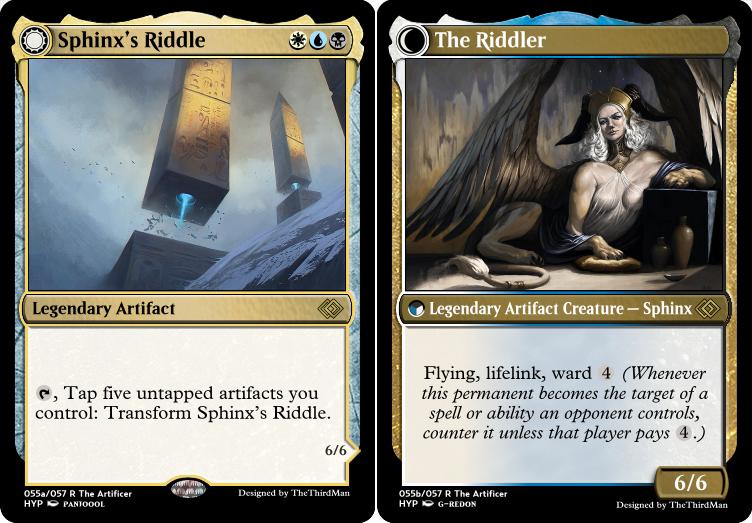 Sphinx's Riddle
Legendary Artifact
, Tap five untapped artifacts you
control: Transform Sphinx's Riddle.
6/6
055a/057 R The Artificer
HYP PANIOOOL
Designed by TheThirdMan
The Riddler
Legendary Artifact Creature — Sphinx
Flying, lifelink, ward 4 (Whenever
this permanent becomes the target of a
spell or ability an opponent controls,
counter it unless that player pays 4.)
6/6
055b/057 R The Artificer
HYP G-REDON
Designed by TheThirdMan